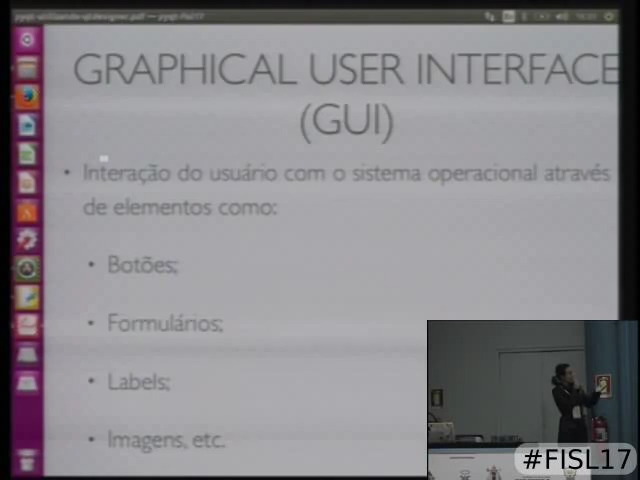 GRAPHICAL USER INTERFACE
(GUI)
• Interação do usuário com o sistema operacional através
de elementos como:
• Botões;
• Formulários;
• Labels;
• Imagens, etc.
#FISL17